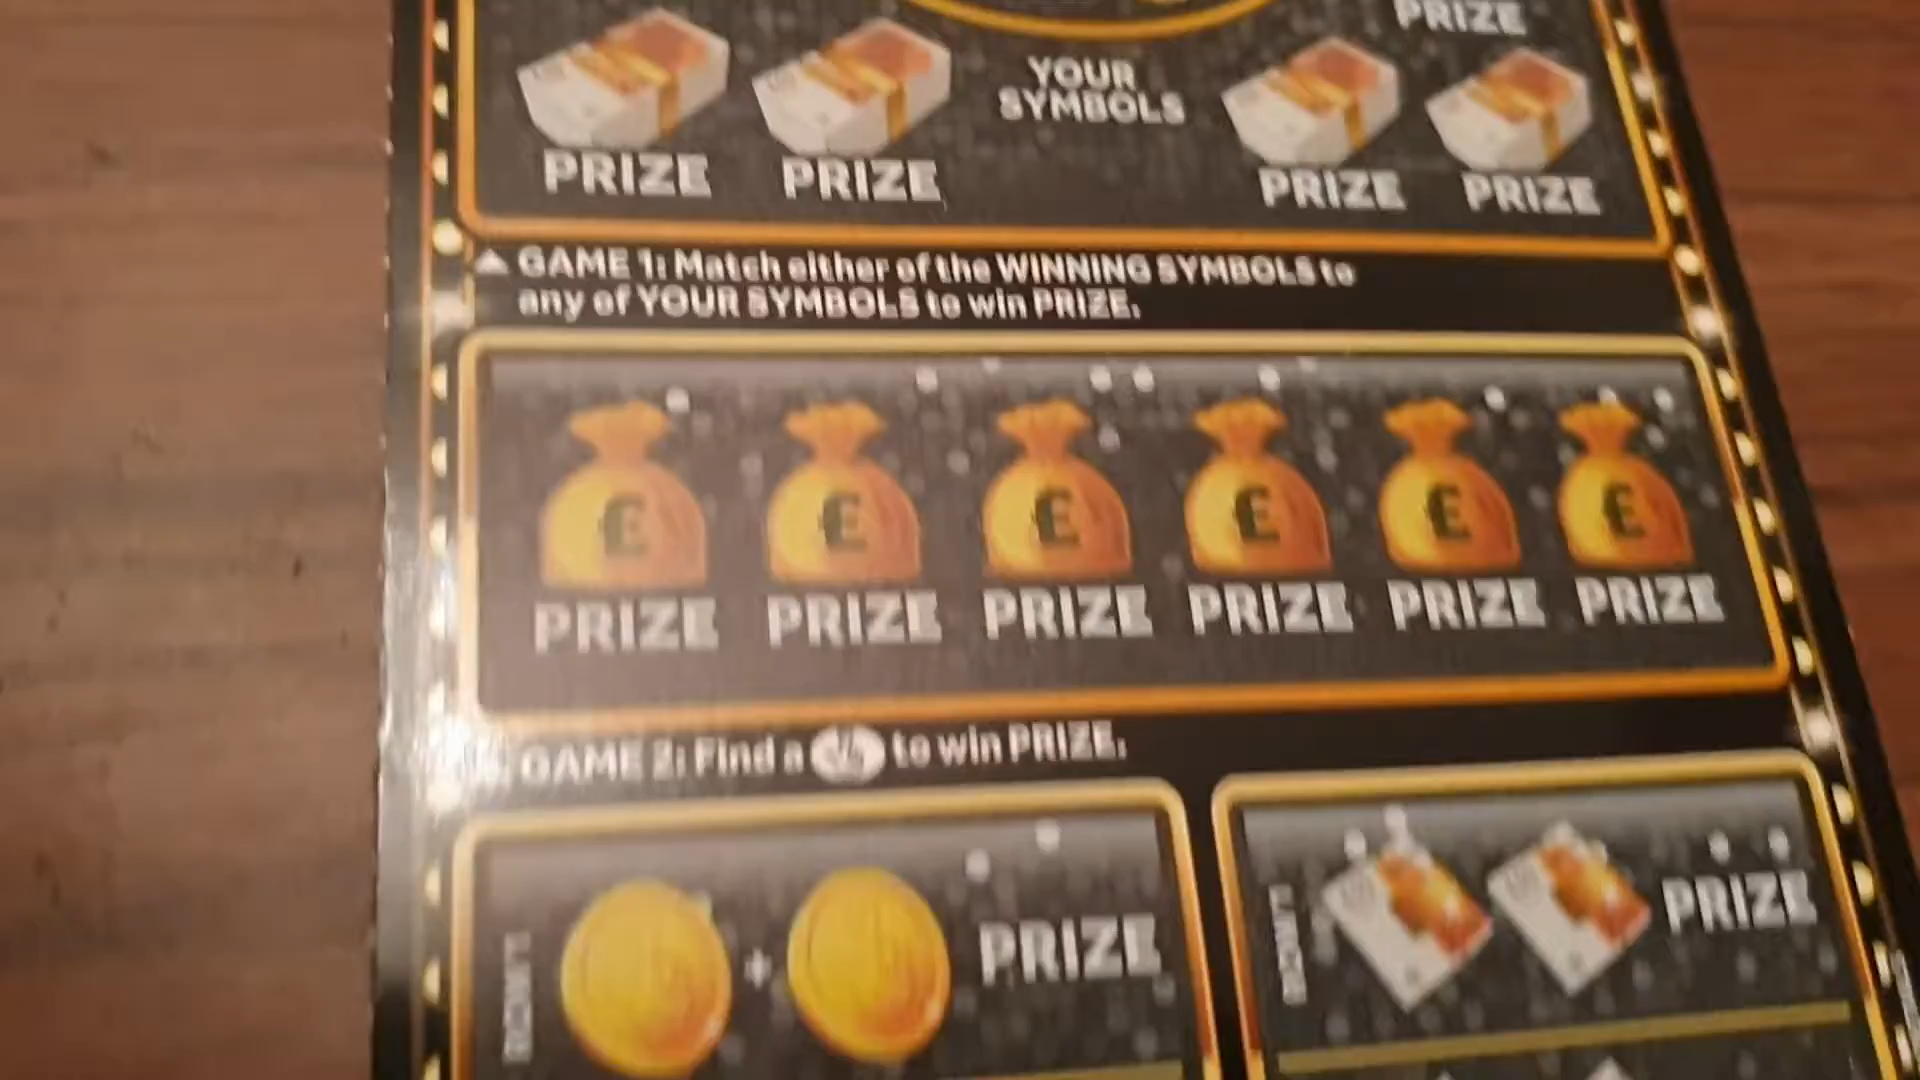 PRIZE
YOUR
SYMBOLS
PRIZE PRIZE PRIZE PRIZE
GAME 1: Match either of the WINNING SYMBOLS to
any of YOUR SYMBOLS to win PRIZE.
£ £ £ £ £ £
PRIZE PRIZE PRIZE PRIZE PRIZE PRIZE
GAME 2: Find a to win PRIZE.
+ PRIZE
PRIZE